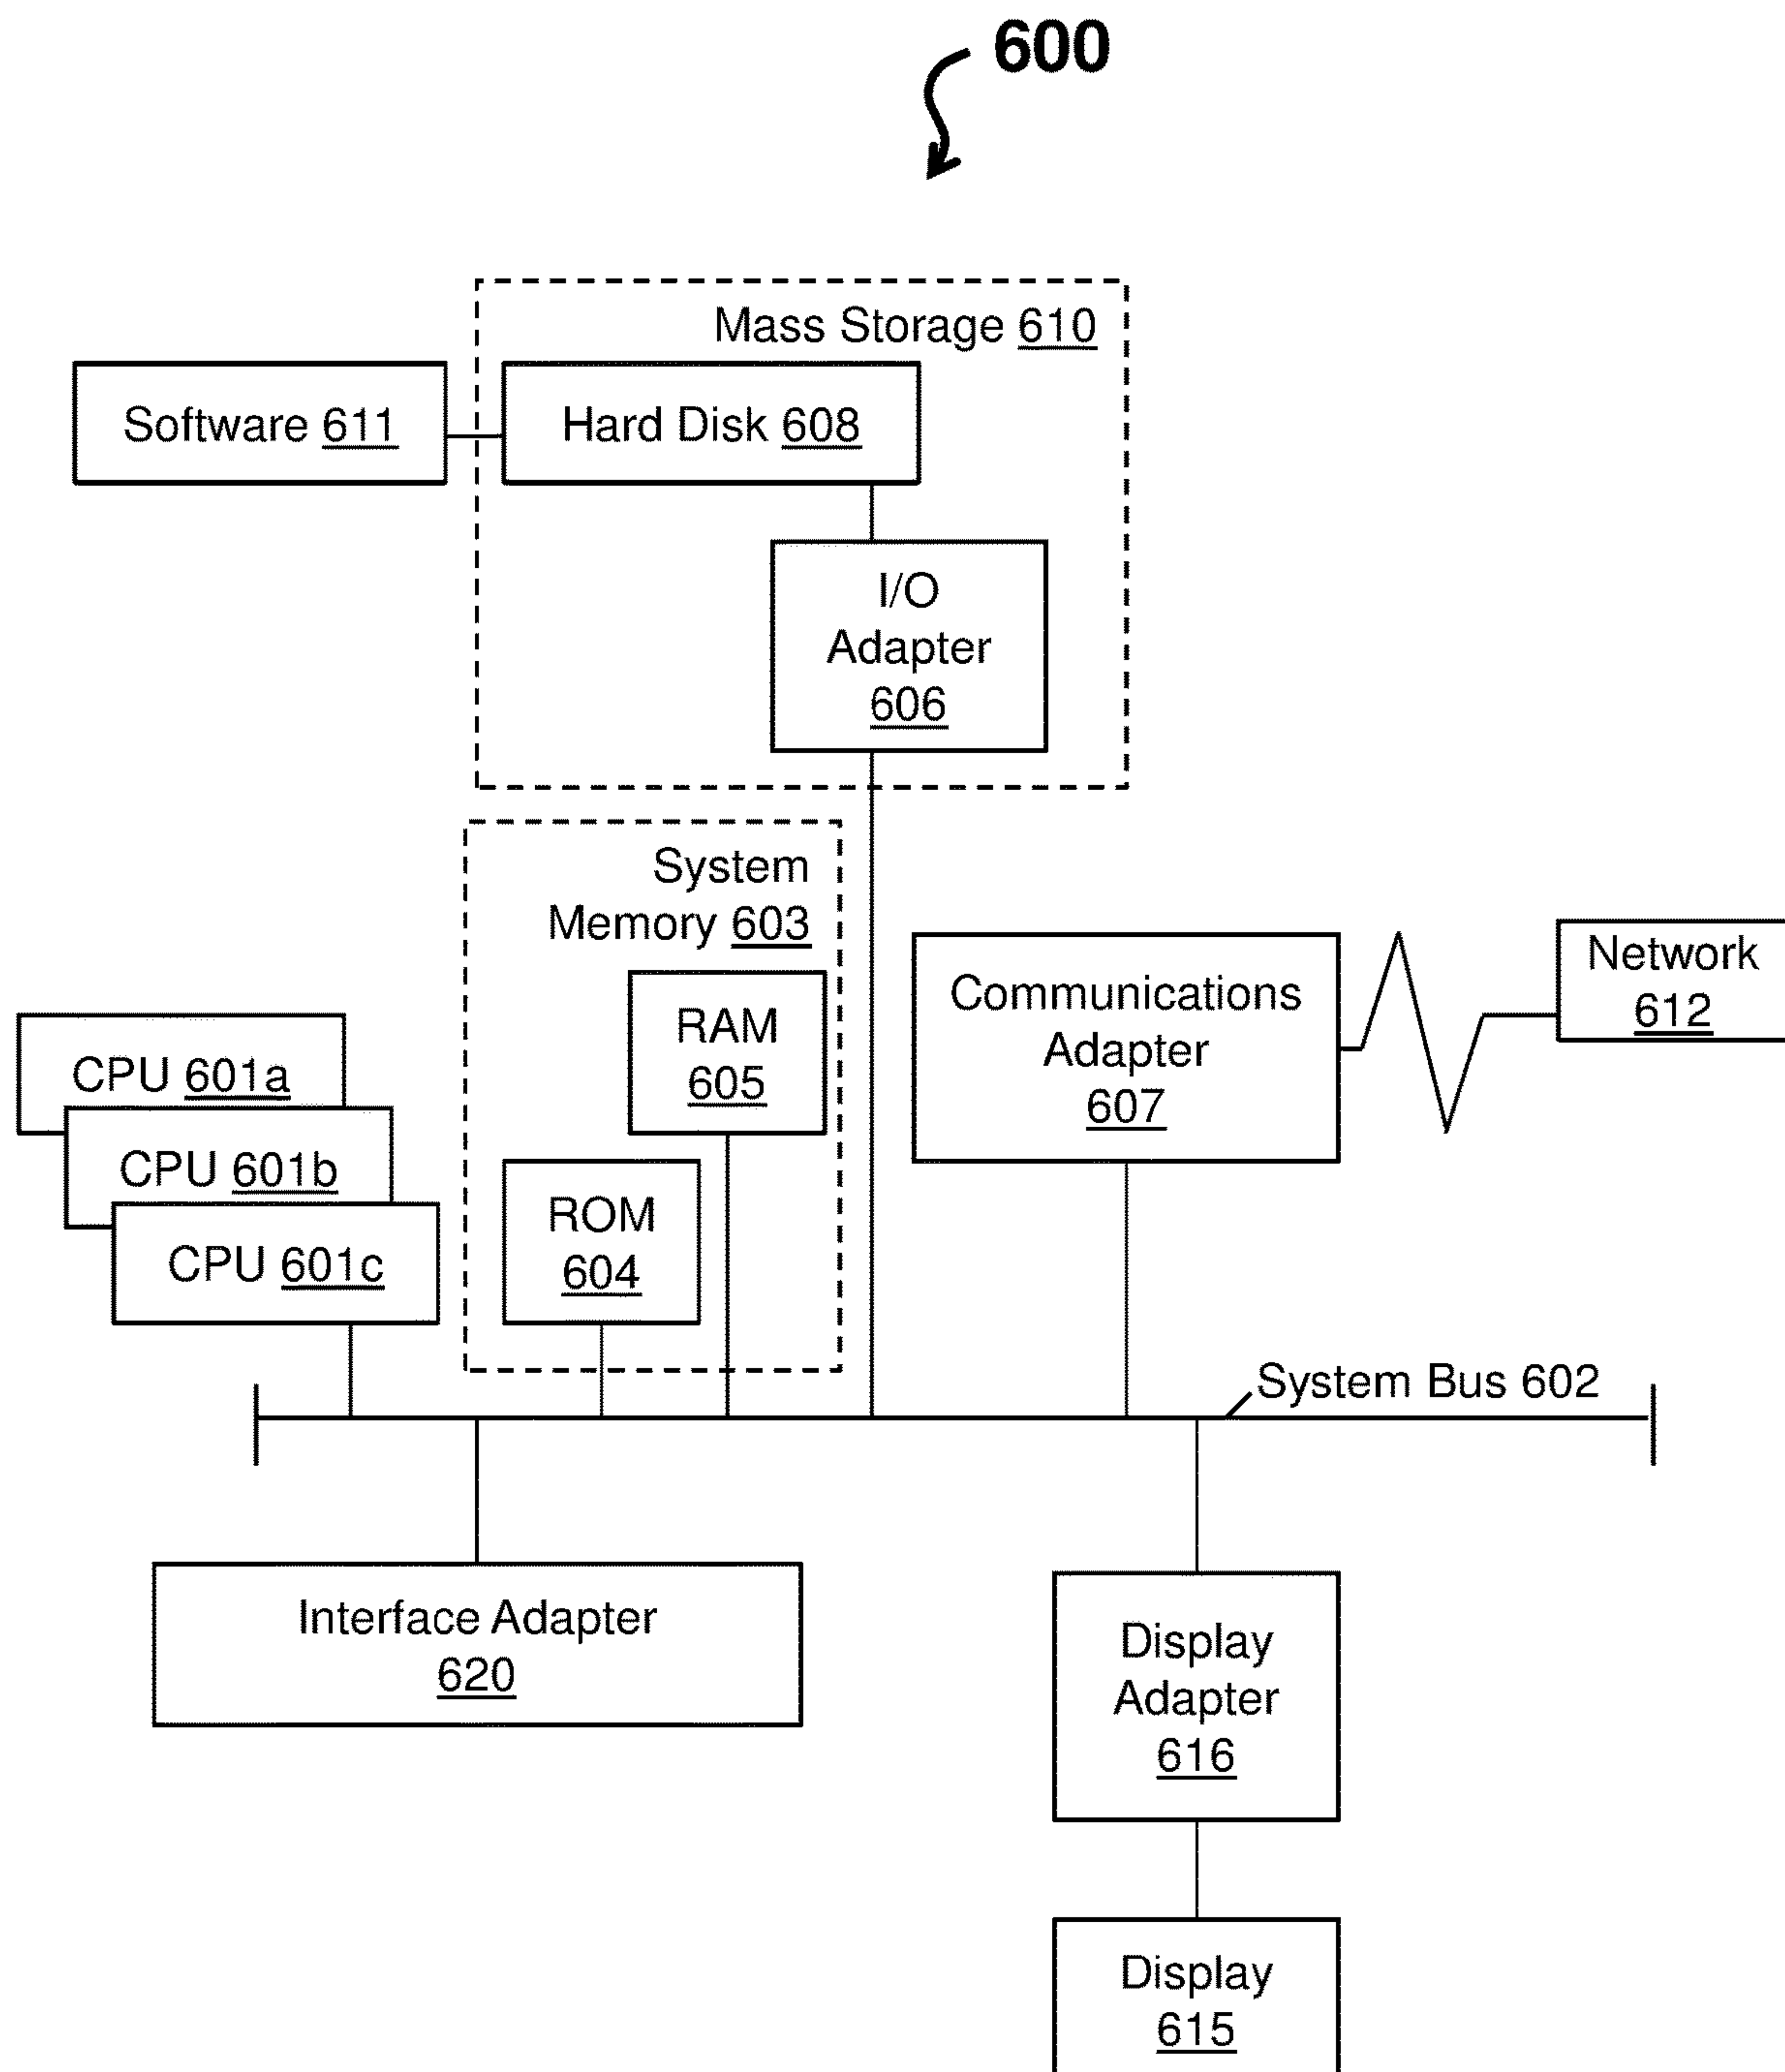 600
Mass Storage 610
Software 611
Hard Disk 608
I/O
Adapter
606
System
Memory 603
RAM
605
ROM
604
CPU 601a
CPU 601b
CPU 601c
Communications
Adapter
607
Network
612
System Bus 602
Interface Adapter
620
Display
Adapter
616
Display
615